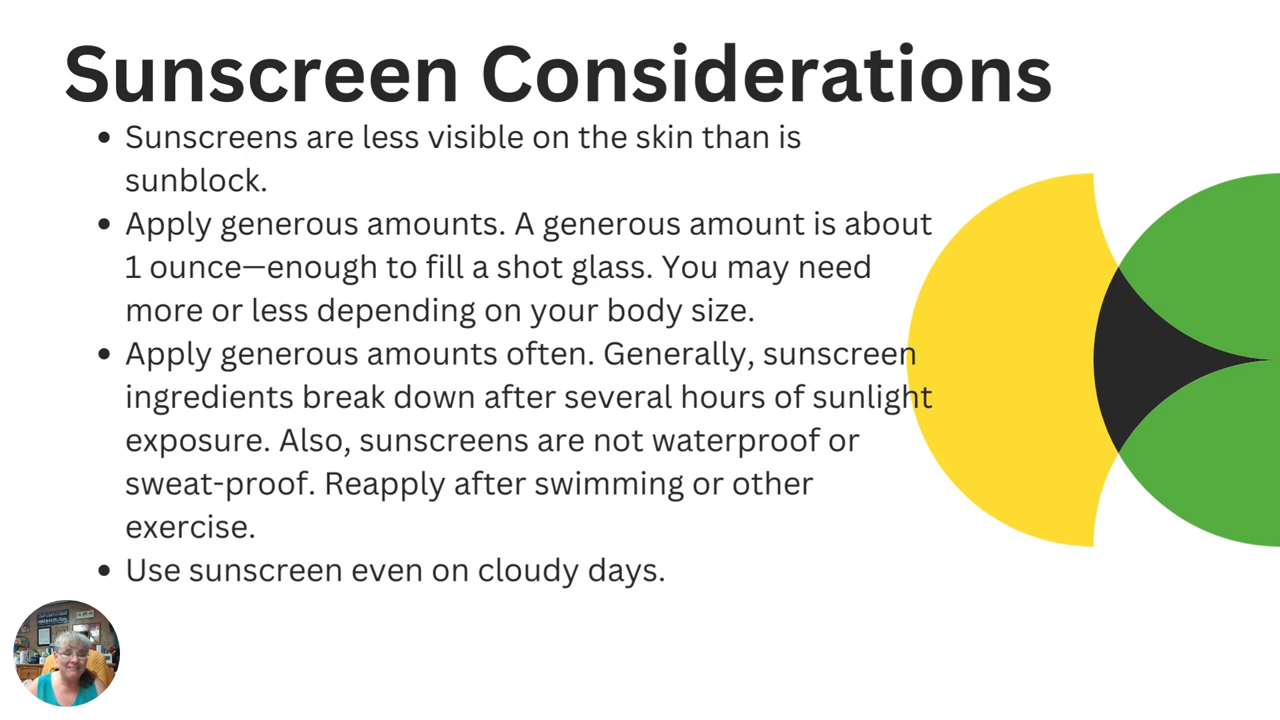 Sunscreen Considerations
• Sunscreens are less visible on the skin than is
sunblock.
• Apply generous amounts. A generous amount is about
1 ounce—enough to fill a shot glass. You may need
more or less depending on your body size.
• Apply generous amounts often. Generally, sunscreen
ingredients break down after several hours of sunlight
exposure. Also, sunscreens are not waterproof or
sweat-proof. Reapply after swimming or other
exercise.
• Use sunscreen even on cloudy days.